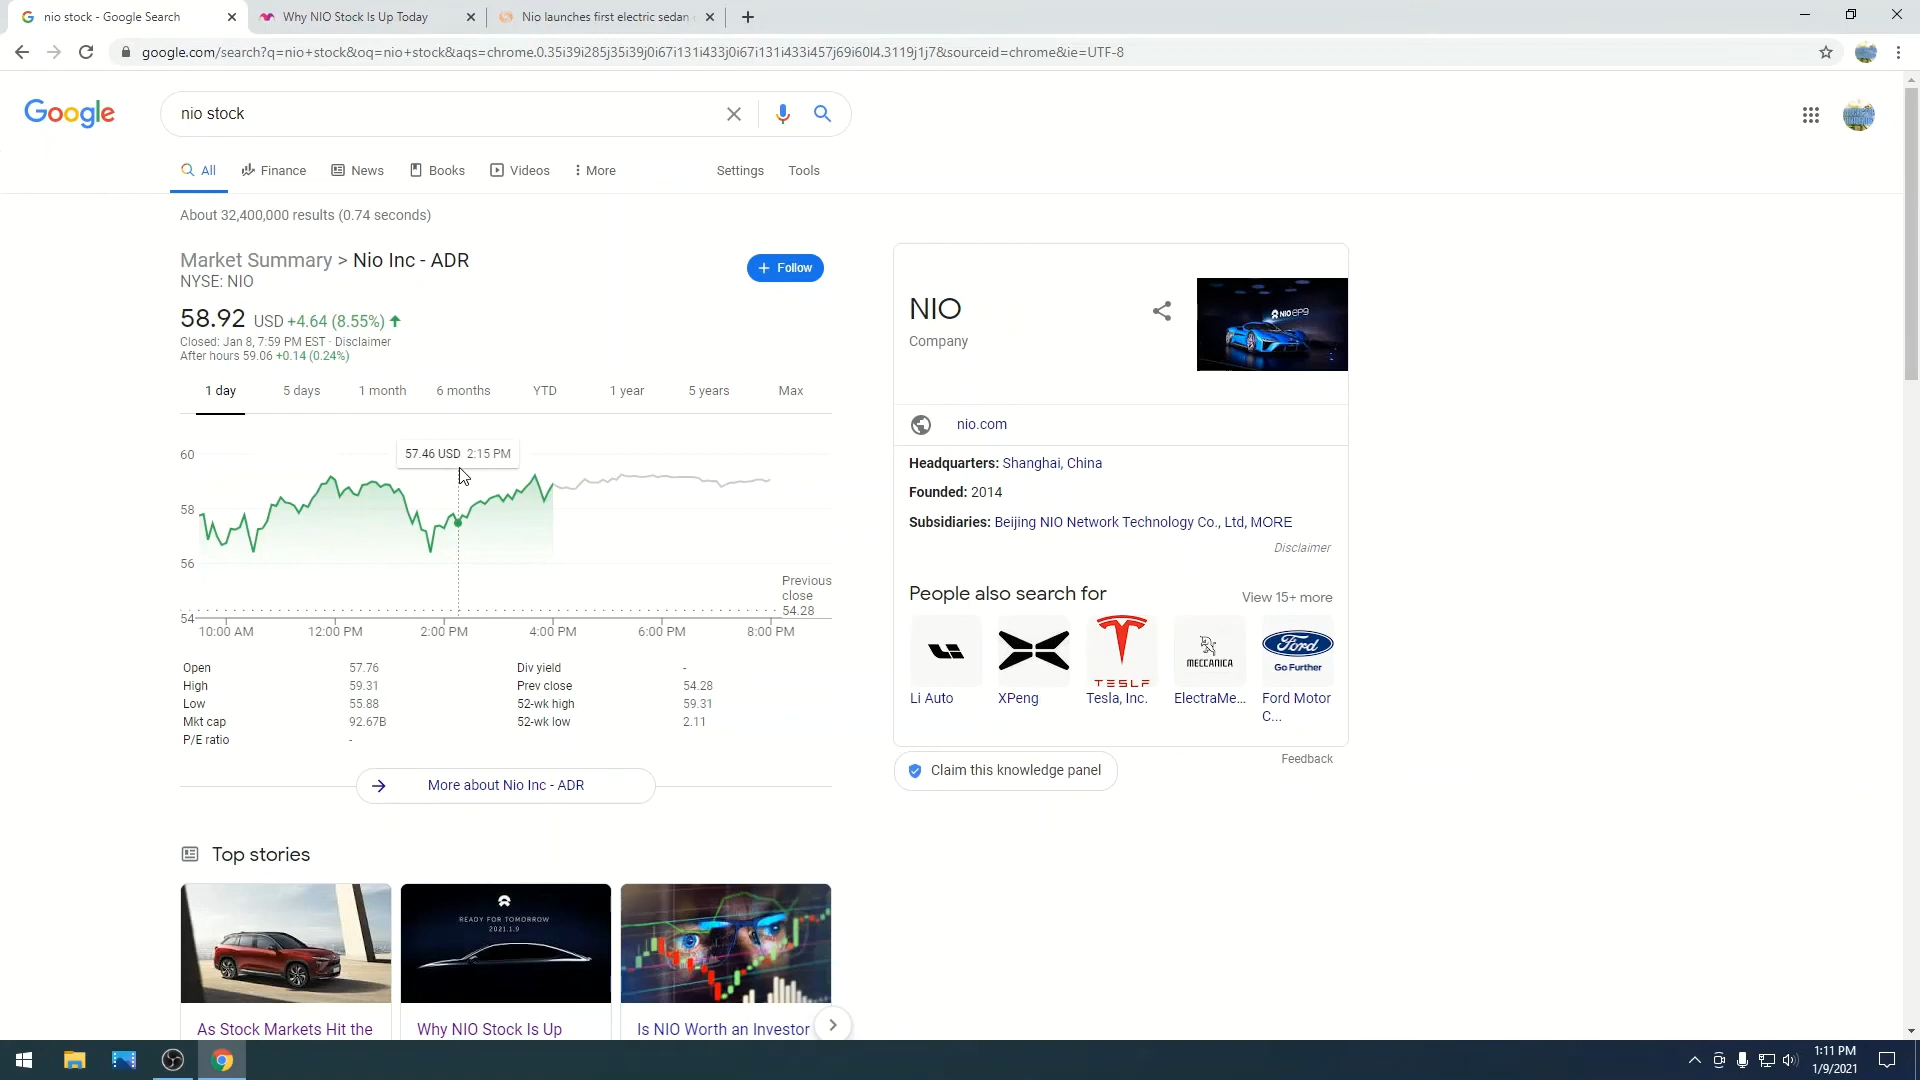 nio stock - Google Search
Why NIO Stock Is Up Today
Nio launches first electric sedan
google.com/search?q=nio+stock&oq=nio+stock&aqs=chrome.0.35i39i285j35i39j0i67i131i433j0i67i131i433i457j69i60l4.3119j1j7&sourceid=chrome&ie=UTF-8
Google
nio stock
All
Finance
News
Books
Videos
More
Settings
Tools
About 32,400,000 results (0.74 seconds)
Market Summary > Nio Inc - ADR
NYSE: NIO
Follow
58.92 USD +4.64 (8.55%)
Closed: Jan 8, 7:59 PM EST · Disclaimer
After hours 59.06 +0.14 (0.24%)
1 day
5 days
1 month
6 months
YTD
1 year
5 years
Max
57.46 USD 2:15 PM
60
58
56
54
Previous
close
54.28
10:00 AM
12:00 PM
2:00 PM
4:00 PM
6:00 PM
8:00 PM
Open 57.76
High 59.31
Low 55.88
Mkt cap 92.67B
P/E ratio -
Div yield -
Prev close 54.28
52-wk high 59.31
52-wk low 2.11
More about Nio Inc - ADR
Top stories
READY FOR TOMORROW
2021.1.9
As Stock Markets Hit the
Why NIO Stock Is Up
Is NIO Worth an Investor
NIO
Company
NIO EP9
nio.com
Headquarters: Shanghai, China
Founded: 2014
Subsidiaries: Beijing NIO Network Technology Co., Ltd, MORE
Disclaimer
People also search for
View 15+ more
TESLA
MECCANICA
Ford
Go Further
Li Auto
XPeng
Tesla, Inc.
ElectraMe...
Ford Motor
C...
Feedback
Claim this knowledge panel
1:11 PM
1/9/2021